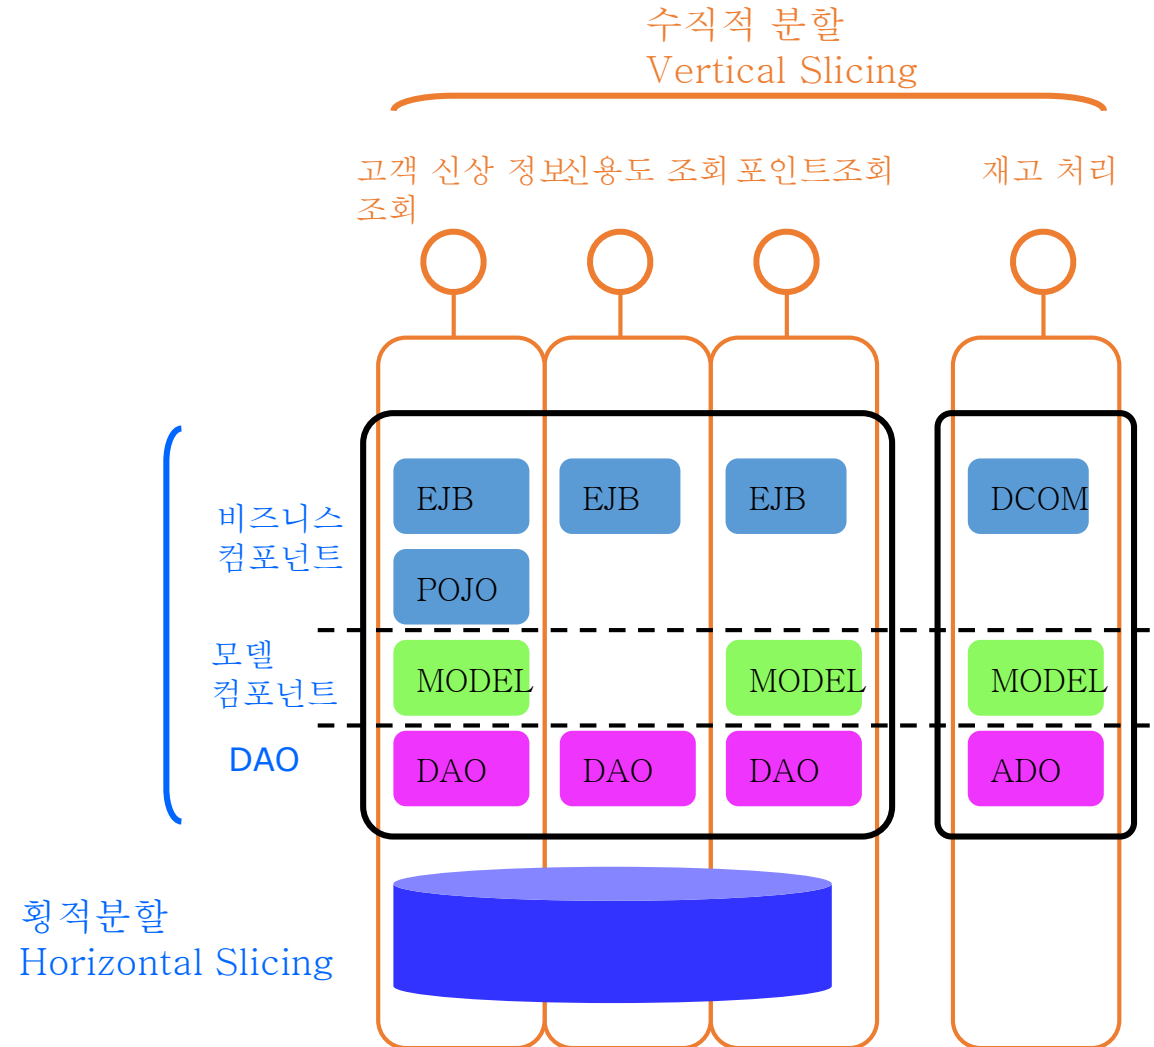 수직적 분할
Vertical Slicing
고객 신상 정보
조회
신용도 조회
포인트조회
재고 처리
비즈니스
컴포넌트
EJB
EJB
EJB
DCOM
POJO
모델
컴포넌트
MODEL
MODEL
MODEL
DAO
DAO
DAO
DAO
ADO
횡적분할
Horizontal Slicing